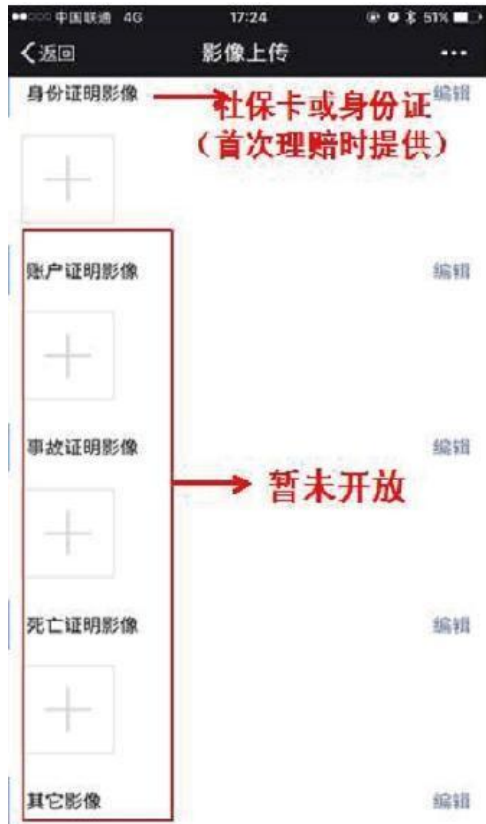 中国联通 4G 17:24 51%
返回 影像上传 ...
身份证明影像 编辑
社保卡或身份证
（首次理赔时提供）
账户证明影像 编辑
事故证明影像 编辑
暂未开放
死亡证明影像 编辑
其它影像 编辑